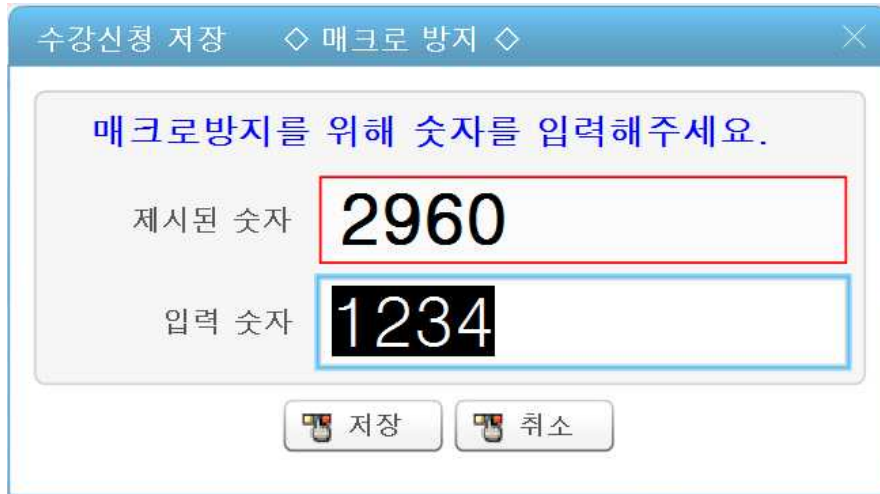 수강신청 저장 ◇ 매크로 방지 ◇
매크로방지를 위해 숫자를 입력해주세요.
제시된 숫자 2960
입력 숫자 1234
저장 취소